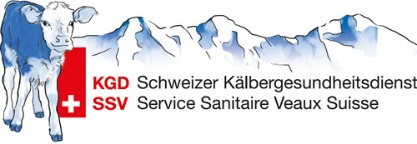 KGD Schweizer Kälbergesundheitsdienst
SSV Service Sanitaire Veaux Suisse